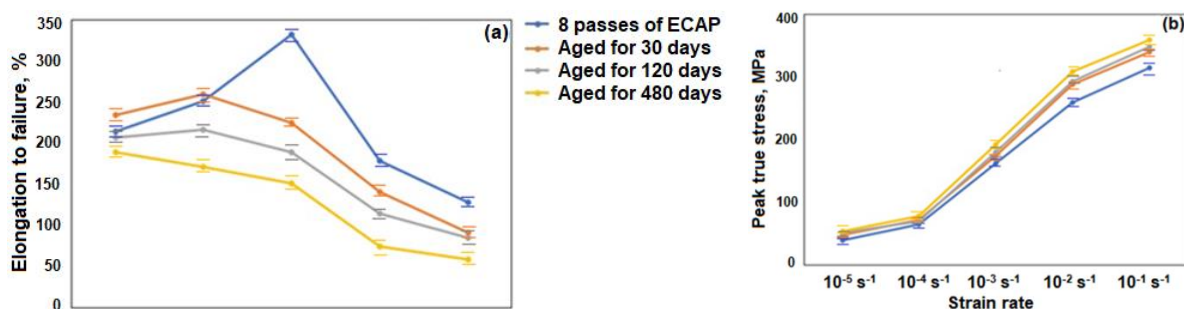 350
300
250
200
150
100
50
0
Elongation to failure, %
(a)
8 passes of ECAP
Aged for 30 days
Aged for 120 days
Aged for 480 days
400
300
200
100
0
Peak true stress, MPa
(b)
10⁻⁵ s⁻¹ 10⁻⁴ s⁻¹ 10⁻³ s⁻¹ 10⁻² s⁻¹ 10⁻¹ s⁻¹
Strain rate